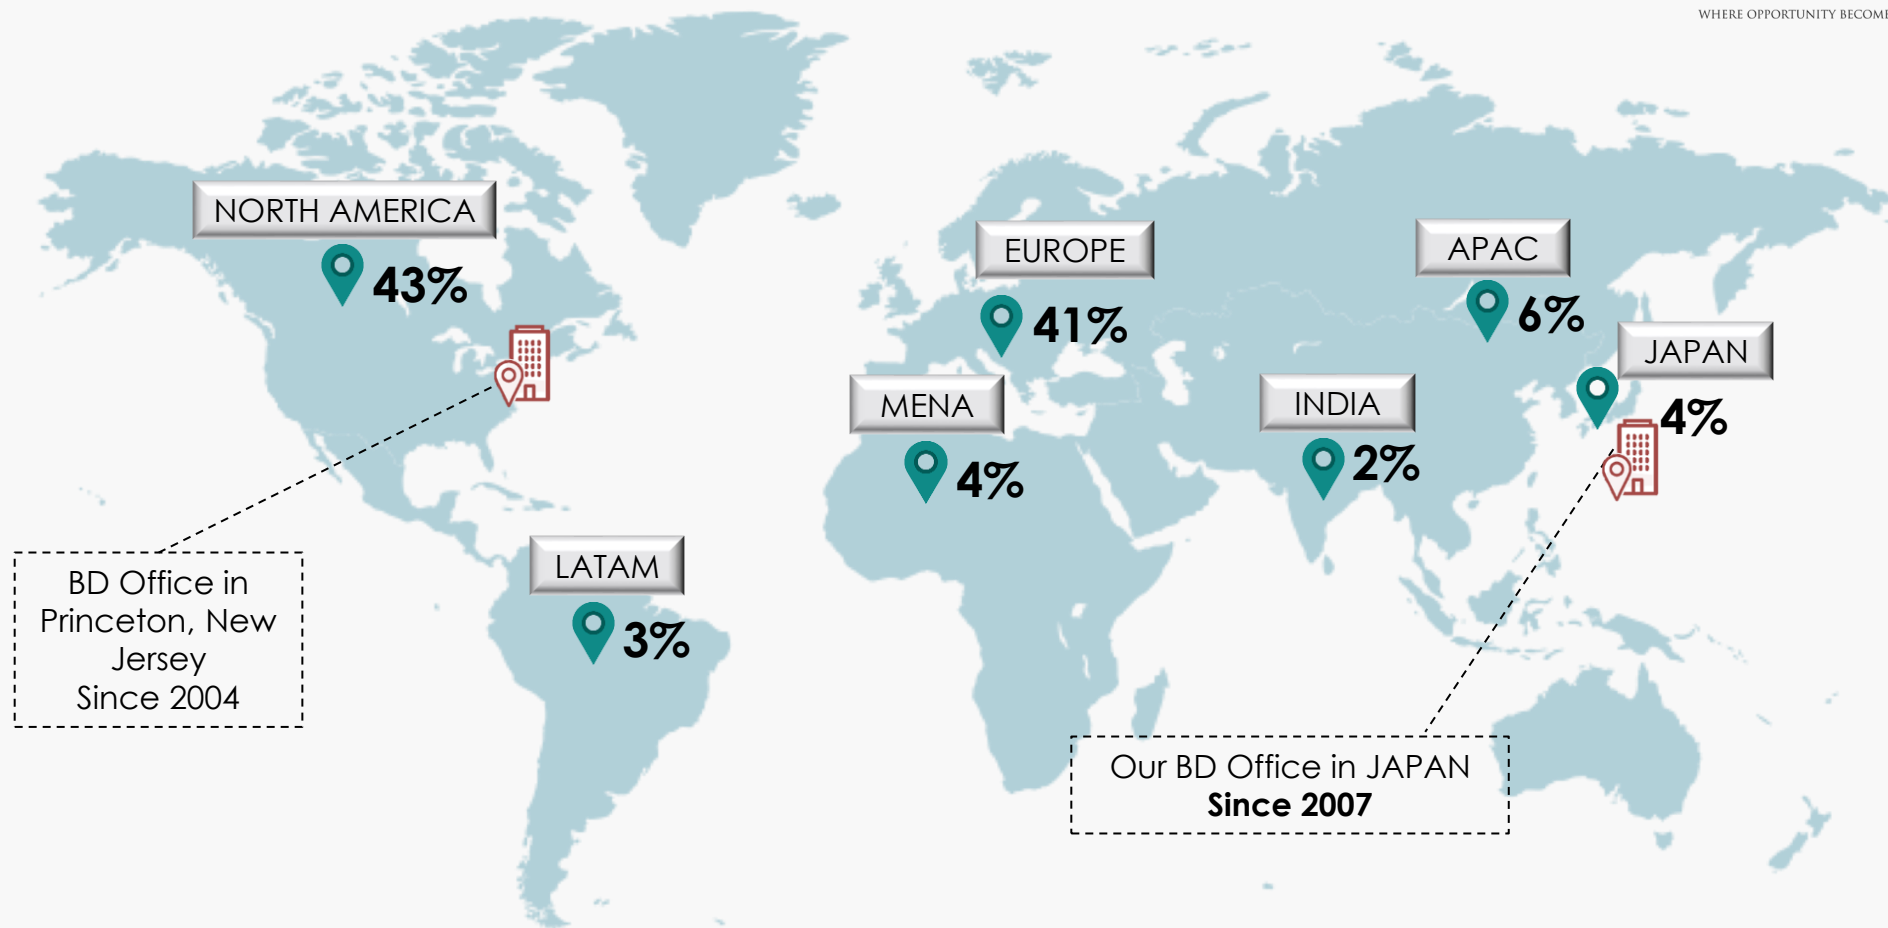 WHERE OPPORTUNITY BECOME
NORTH AMERICA
43%
EUROPE
41%
APAC
6%
JAPAN
4%
MENA
4%
INDIA
2%
LATAM
3%
BD Office in
Princeton, New
Jersey
Since 2004
Our BD Office in JAPAN
Since 2007